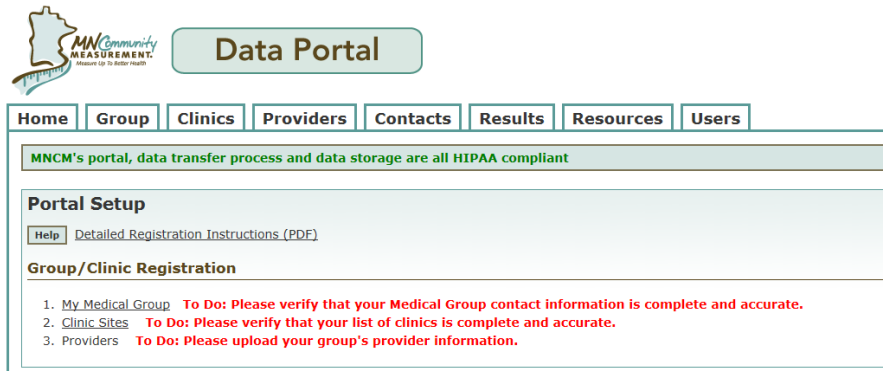 MNCommunity
MEASUREMENT.
Measure Up To Better Health
Data Portal
Home Group Clinics Providers Contacts Results Resources Users
MNCM's portal, data transfer process and data storage are all HIPAA compliant
Portal Setup
Help Detailed Registration Instructions (PDF)
Group/Clinic Registration
1. My Medical Group To Do: Please verify that your Medical Group contact information is complete and accurate.
2. Clinic Sites To Do: Please verify that your list of clinics is complete and accurate.
3. Providers To Do: Please upload your group's provider information.